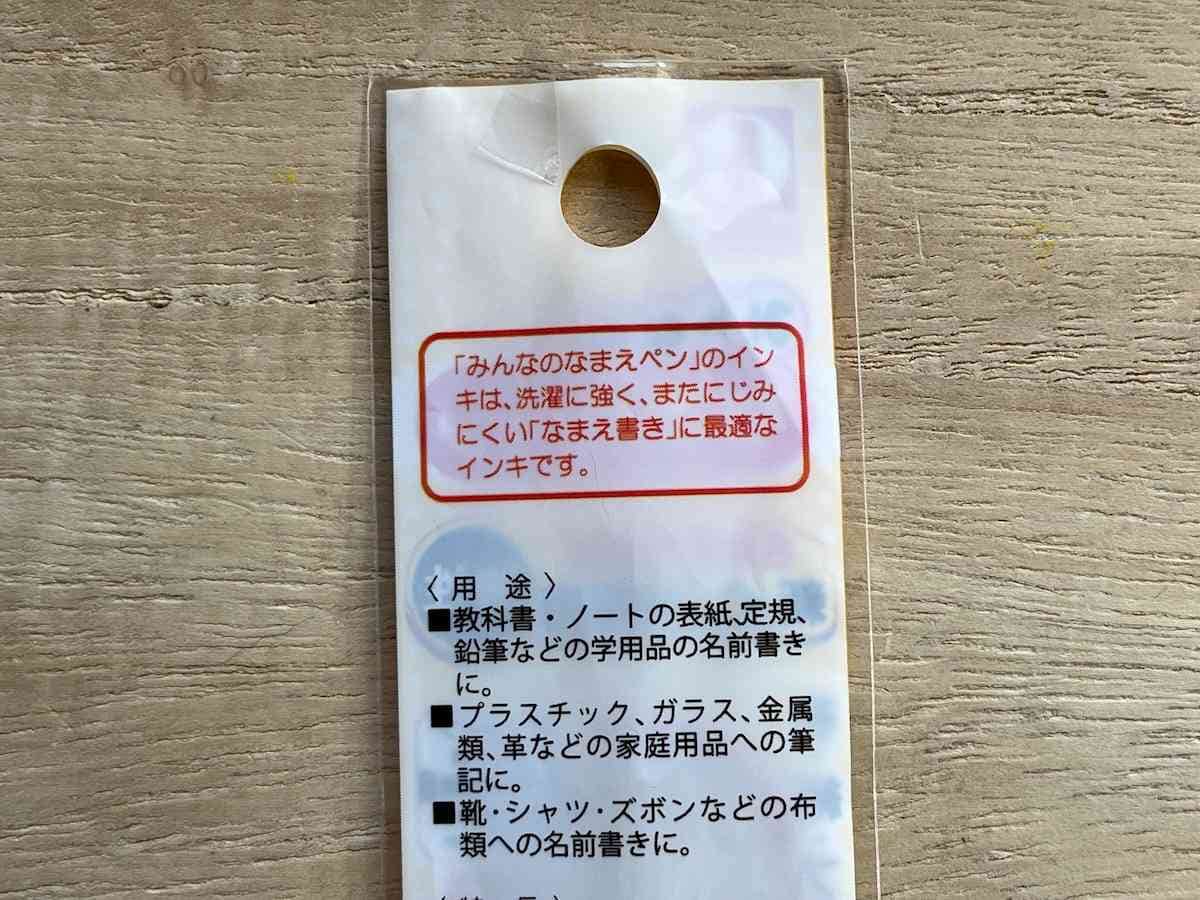 「みんなのなまえペン」のイン
キは、洗濯に強く、またにじみ
にくい「なまえ書き」に最適な
インキです。
〈 用　途 〉
■教科書・ノートの表紙、定規、
鉛筆などの学用品の名前書き
に。
■プラスチック、ガラス、金属
類、革などの家庭用品への筆
記に。
■靴・シャツ・ズボンなどの布
類への名前書きに。